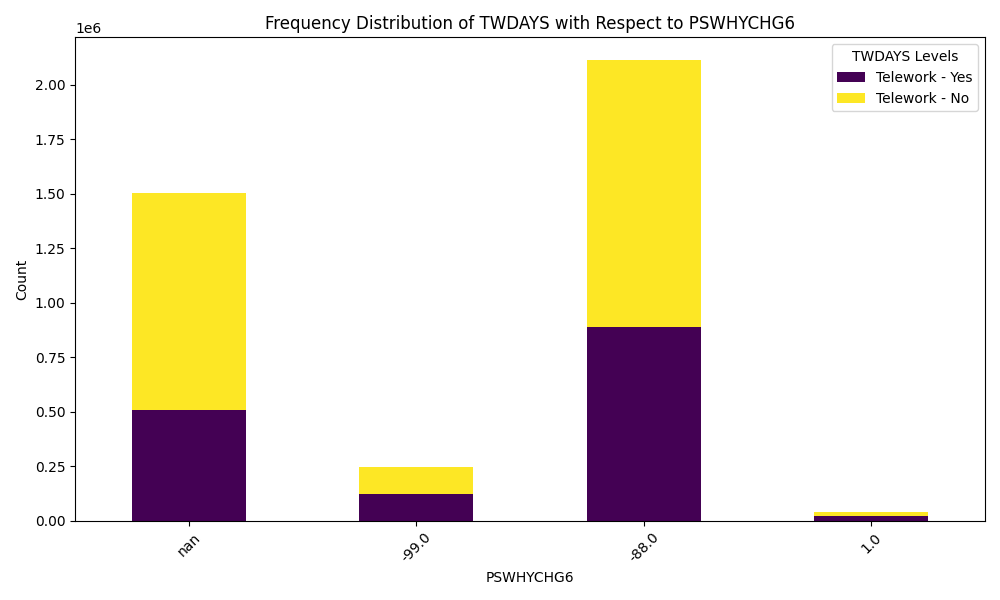 Frequency Distribution of TWDAYS with Respect to PSWHYCHG6
1e6
TWDAYS Levels
Telework - Yes
Telework - No
Count
2.00
1.75
1.50
1.25
1.00
0.75
0.50
0.25
0.00
nan
-99.0
-88.0
1.0
PSWHYCHG6